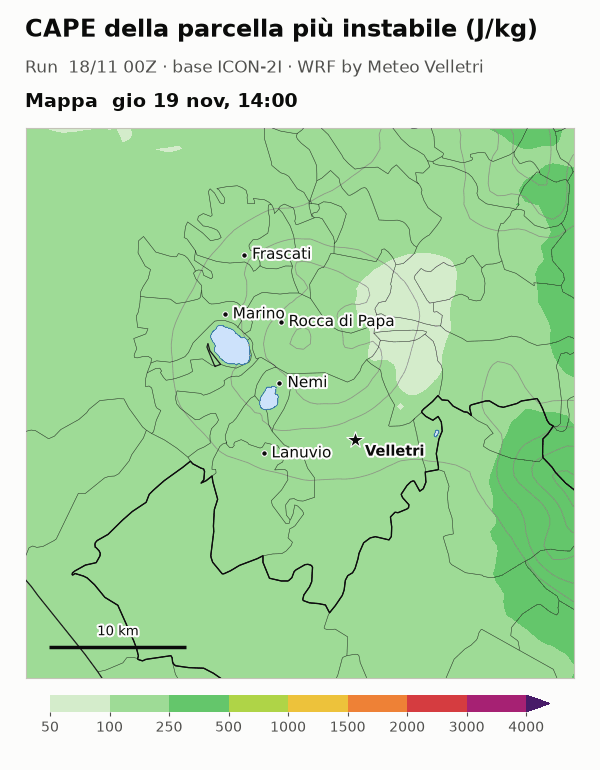 CAPE della parcella più instabile (J/kg)
Run  18/11 00Z · base ICON-2I · WRF by Meteo Velletri
Mappa  gio 19 nov, 14:00
Frascati
Marino
Rocca di Papa
Nemi
Velletri
Lanuvio
10 km
50 100 250 500 1000 1500 2000 3000 4000